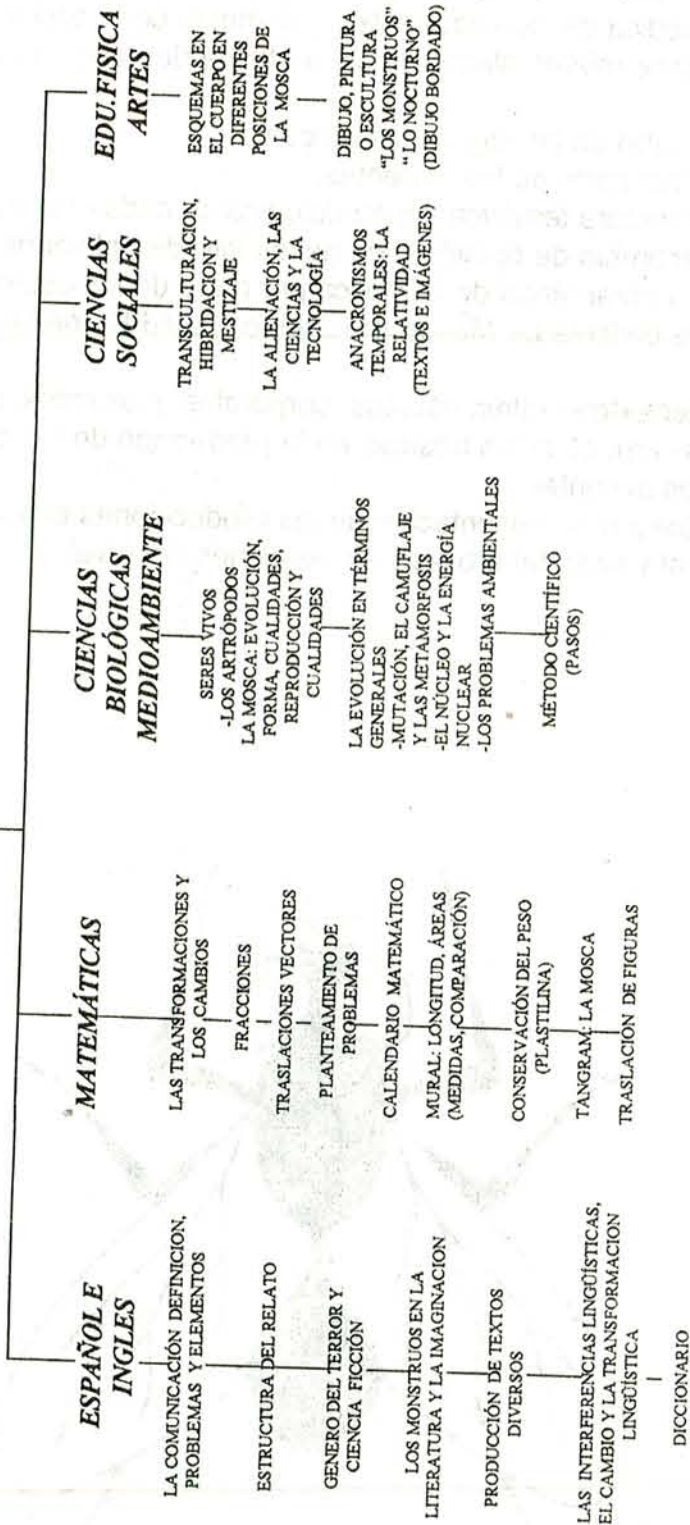 ESPAÑOL E
INGLES
LA COMUNICACIÓN DEFINICION,
PROBLEMAS Y ELEMENTOS
ESTRUCTURA DEL RELATO
GENERO DEL TERROR Y
CIENCIA FICCIÓN
LOS MONSTRUOS EN LA
LITERATURA Y LA IMAGINACION
PRODUCCIÓN DE TEXTOS
DIVERSOS
LAS INTERFERENCIAS LINGÜÍSTICAS,
EL CAMBIO Y LA TRANSFORMACION
LINGÜÍSTICA
DICCIONARIO
MATEMÁTICAS
LAS TRANSFORMACIONES Y
LOS CAMBIOS
FRACCIONES
TRASLACIONES VECTORES
PLANTEAMIENTO DE
PROBLEMAS
CALENDARIO MATEMÁTICO
MURAL: LONGITUD, ÁREAS
(MEDIDAS, COMPARACIÓN)
CONSERVACIÓN DEL PESO
(PLASTILINA)
TANGRAM: LA MOSCA
TRASLACION DE FIGURAS
CIENCIAS
BIOLÓGICAS
MEDIOAMBIENTE
SERES VIVOS
-LOS ARTRÓPODOS
LA MOSCA: EVOLUCIÓN,
FORMA, CUALIDADES,
REPRODUCCIÓN Y
CUALIDADES
LA EVOLUCIÓN EN TÉRMINOS
GENERALES
-MUTACIÓN, EL CAMUFLAJE
Y LAS METAMORFOSIS
-EL NÚCLEO Y LA ENERGÍA
NUCLEAR
-LOS PROBLEMAS AMBIENTALES
MÉTODO CIENTÍFICO
(PASOS)
CIENCIAS
SOCIALES
TRANSCULTURACION,
HIBRIDACION Y
MESTIZAJE
LA ALIENACIÓN, LAS
CIENCIAS Y LA
TECNOLOGÍA
ANACRONISMOS
TEMPORALES: LA
RELATIVIDAD
(TEXTOS E IMÁGENES)
EDU.FISICA
ARTES
ESQUEMAS EN
EL CUERPO EN
DIFERENTES
POSICIONES DE
LA MOSCA
DIBUJO, PINTURA
O ESCULTURA
"LOS MONSTRUOS"
" LO NOCTURNO"
(DIBUJO BORDADO)